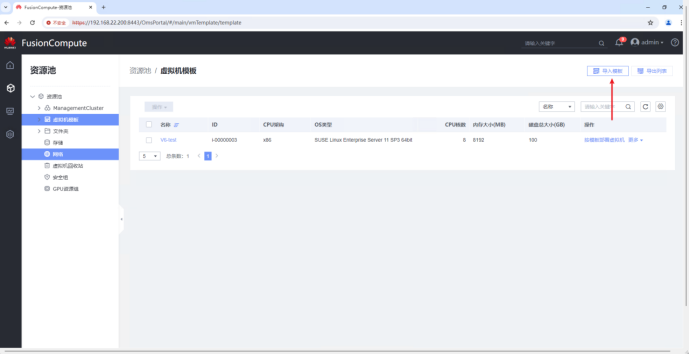 FusionCompute-资源池
不安全 https://192.168.22.200:8443/OmsPortal/#/main/vmTemplate/template
HUAWEI
FusionCompute
请输入关键字
admin
资源池
资源池
ManagementCluster
虚拟机模板
文件夹
存储
网络
虚拟机回收站
安全组
GPU资源组
资源池 / 虚拟机模板
导入模板
导出列表
操作
名称
请输入关键字
名称 ID CPU架构 OS类型 CPU核数 内存大小(MB) 磁盘总大小(GB) 操作
VR-test i-00000003 x86 SUSE Linux Enterprise Server 11 SP3 64bit 8 8192 100 按模板部署虚拟机 更多
5 总条数：1 1